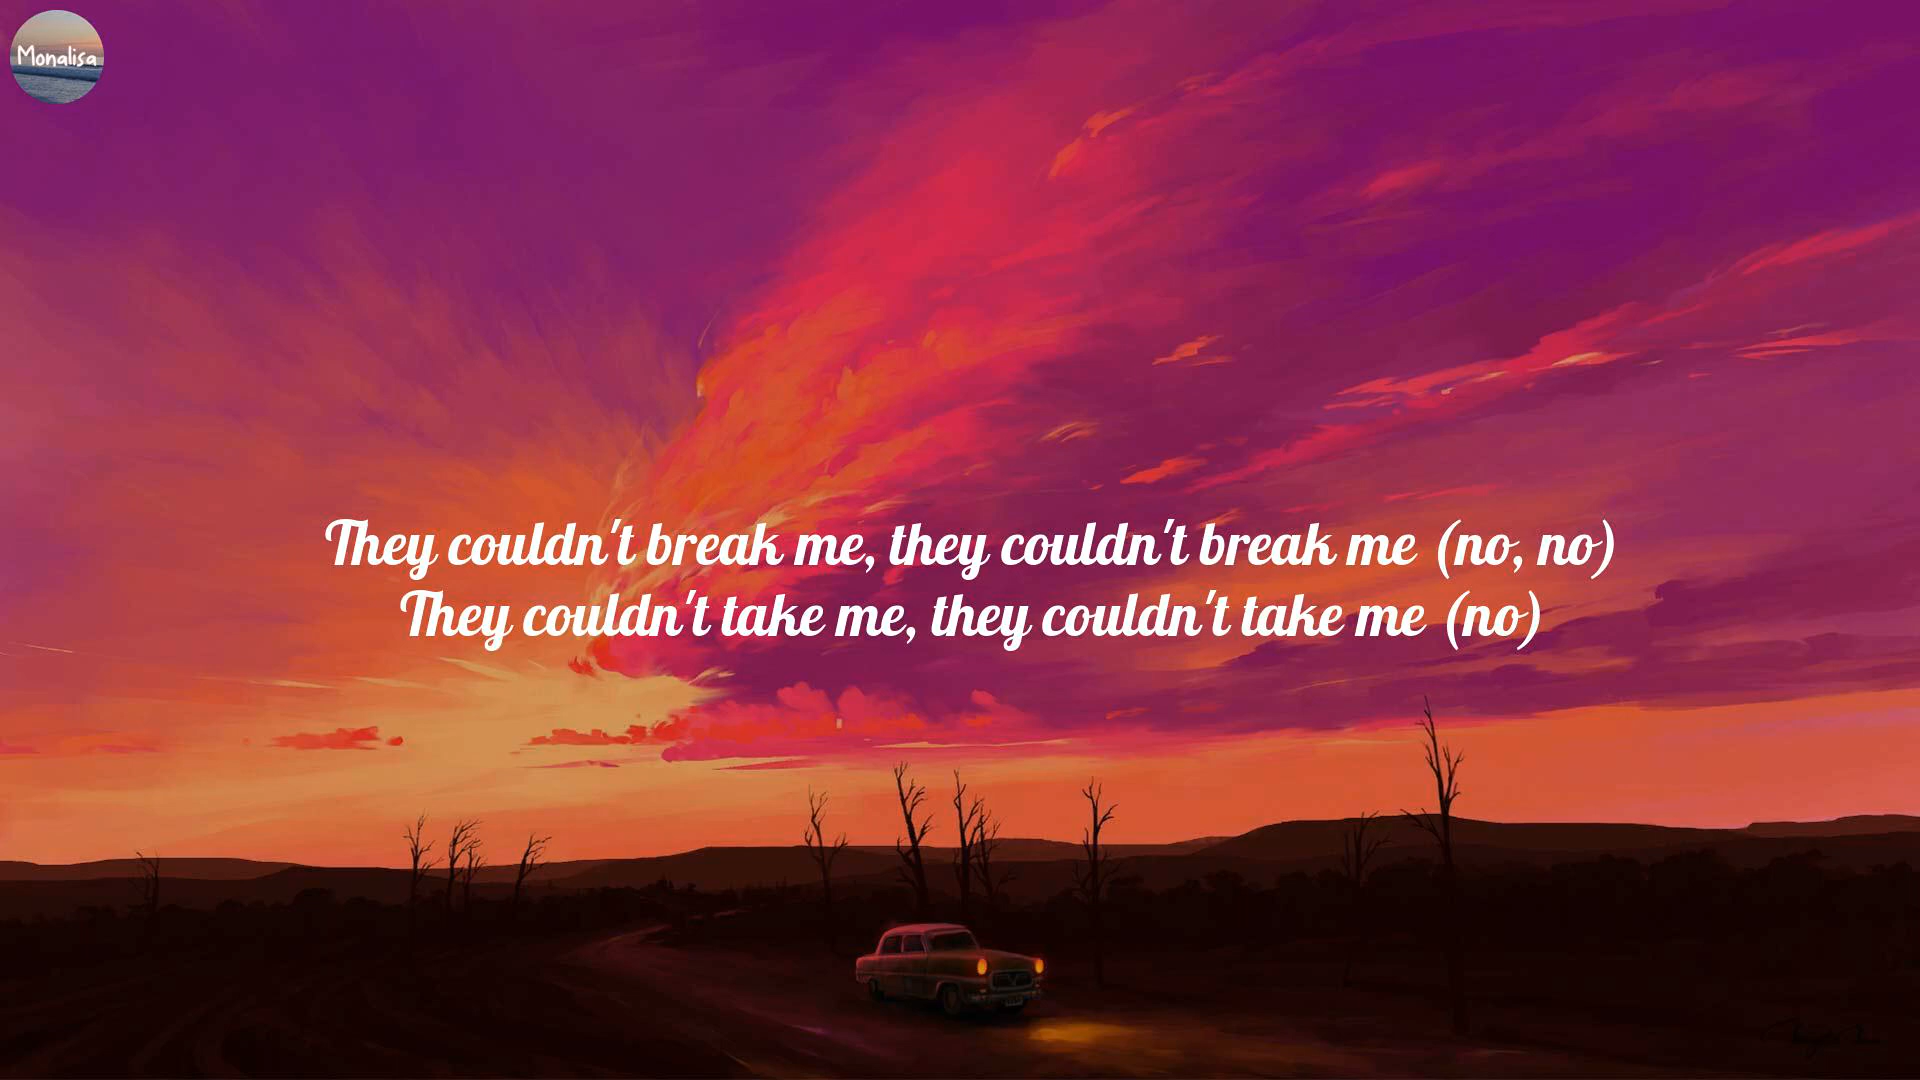 Monalisa
They couldn't break me, they couldn't break me (no, no)
They couldn't take me, they couldn't take me (no)